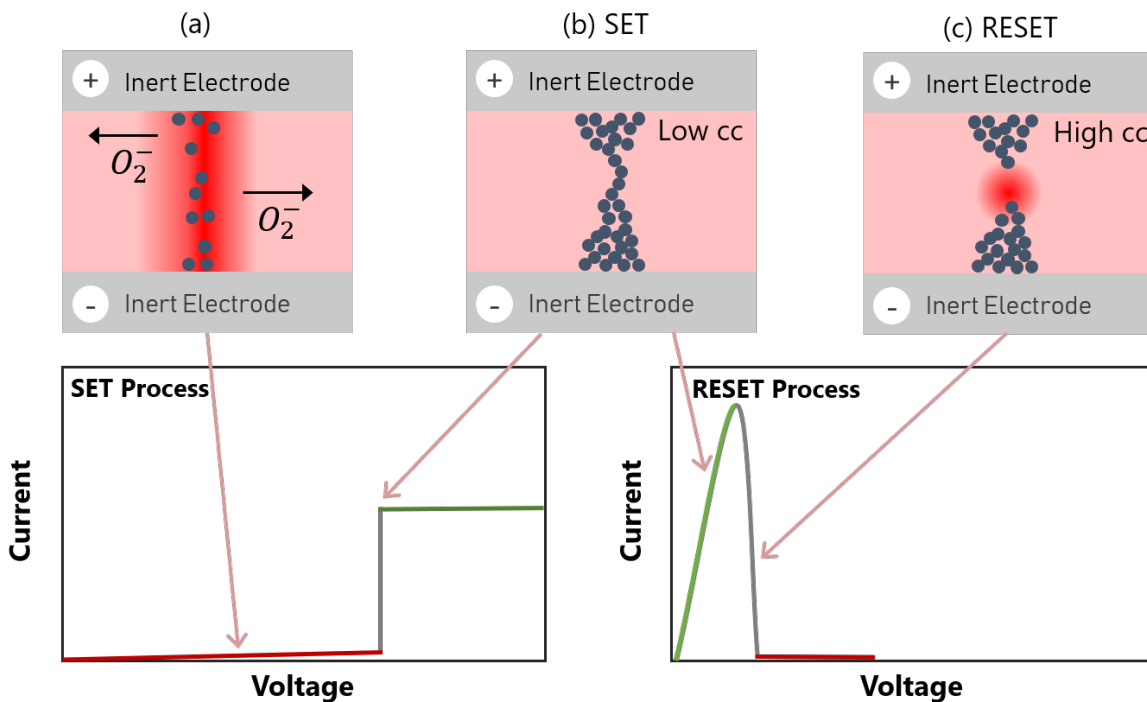 (a)
(b) SET
(c) RESET
+ Inert Electrode
+ Inert Electrode
+ Inert Electrode
O₂⁻
O₂⁻
Low cc
High cc
- Inert Electrode
- Inert Electrode
- Inert Electrode
SET Process
Current
Voltage
RESET Process
Current
Voltage